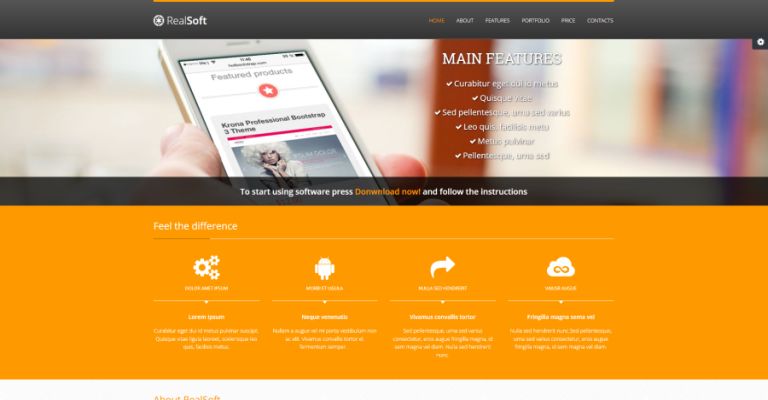 RealSoft
HOME ABOUT FEATURES PORTFOLIO PRICE CONTACTS
MAIN FEATURES
Curabitur eget qui io metus
Quisque vitae
Sed pellentesque, urna sed varius
Leo quis, facilisis metu
Metus pulvinar
Pellentesque, urna sed
11:46
Featured products
Krona Professional Bootstrap
3 Theme
To start using software press Donwnload now! and follow the instructions
Feel the difference
DOLOR AMET IPSUM
MORBI ET LIGULA
NULLA SED HENDRERIT
VARIUS AUGUE
Lorem ipsum
Curabitur eget dui id metus pulvinar suscipit.
Quisque vitae ligula laoreet, scelerisque leo
quis, facilisis metus.
Neque venenatis
Nullam a augue vel mi porta vestibulum non
ac elit. Vivamus convallis tortor et,
fermentum semper.
Vivamus convallis tortor
Sed pellentesque, urna sed varius
consectetur, eros augue fringilla magna, id
sem magna vel diam. Nulla sed hendrerit
nunc
Fringilla magna sema vel
Nulla sed hendrerit nunc Sed pellentesque,
urna sed varius consectetur, eros augue
fringilla magna, id sem magna vel diam.
About RealSoft